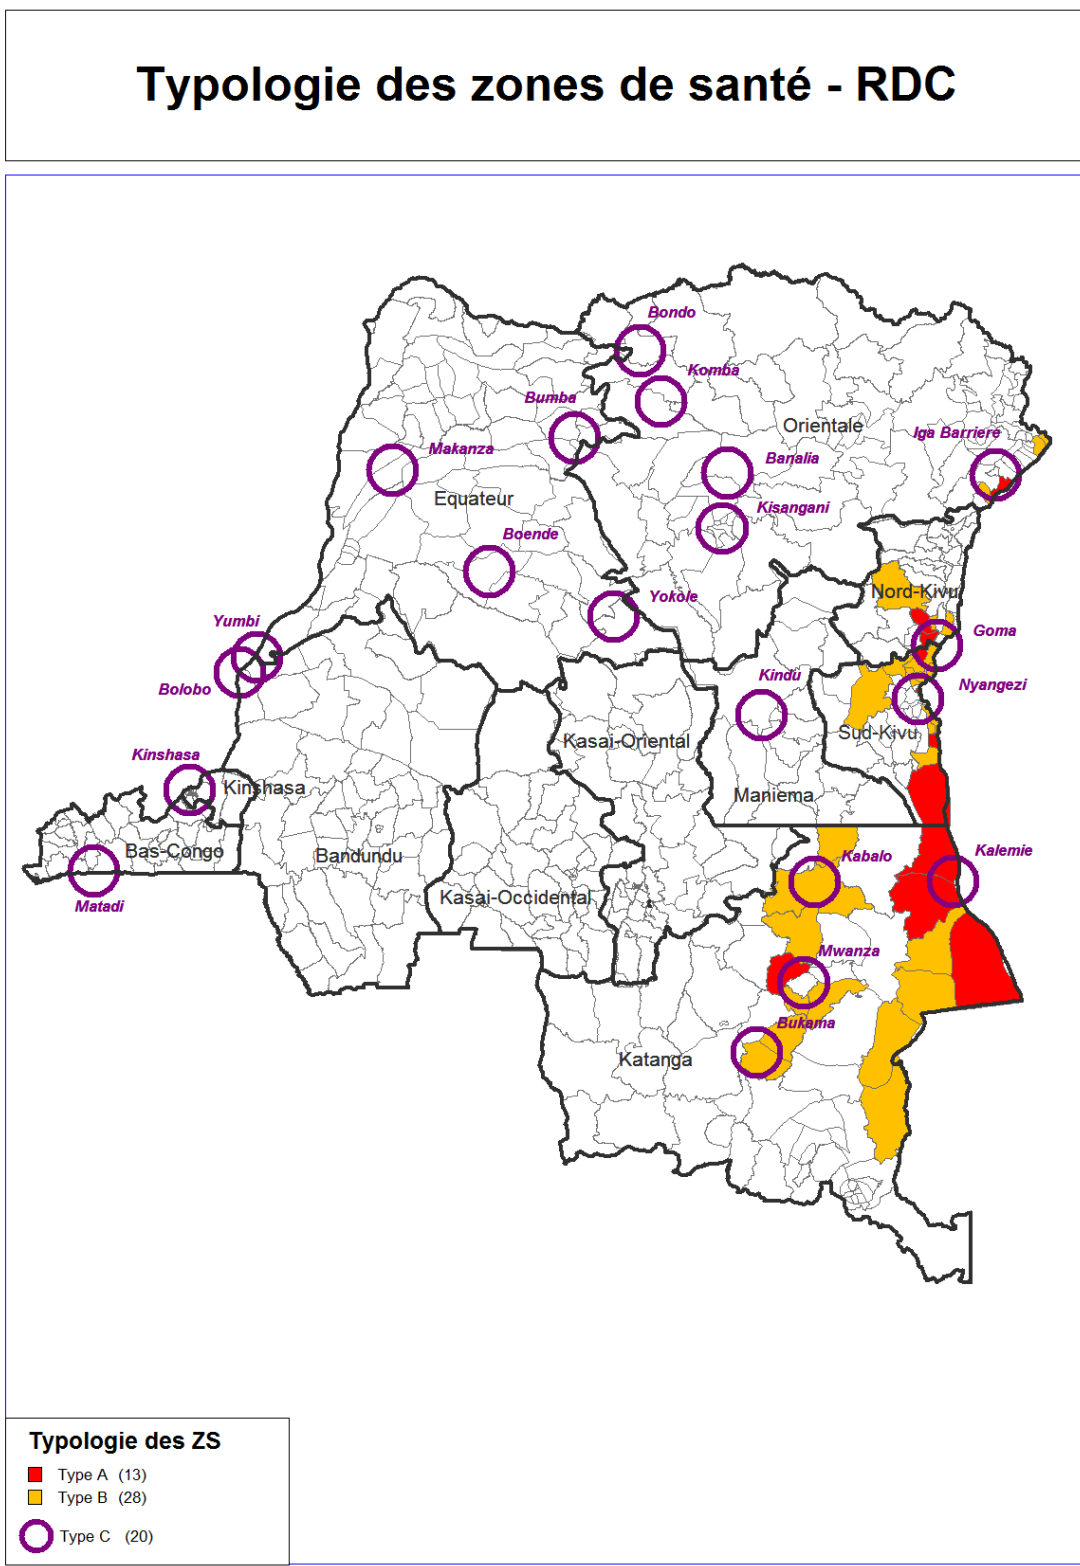 Typologie des zones de santé - RDC
Bondo
Komba
Bumba
Orientale
Iga Barriere
Makanza
Banalia
Equateur
Kisangani
Boende
Nord-Kivu
Yokole
Yumbi
Goma
Kindu
Nyangezi
Bolobo
Sud-Kivu
Kasai-Oriental
Kinshasa
Kinshasa
Maniema
Bas-Congo
Bandundu
Kabalo
Kalemie
Kasai-Occidental
Matadi
Mwanza
Bukama
Katanga
Typologie des ZS
Type A (13)
Type B (28)
Type C (20)